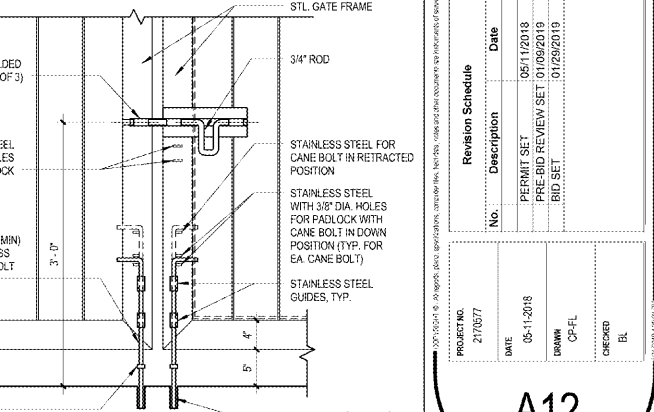 STL. GATE FRAME
3/4" ROD
LDED
OF 3)
STAINLESS STEEL FOR
CANE BOLT IN RETRACTED
POSITION
EEL
LES
OCK
STAINLESS STEEL
WITH 3/8" DIA. HOLES
FOR PADLOCK WITH
CANE BOLT IN DOWN
POSITION (TYP. FOR
EA. CANE BOLT)
MIN)
SS
OLT
3'-0"
STAINLESS STEEL
GUIDES, TYP.
4"
5"
Revision Schedule
No. Description Date
PERMIT SET 05/11/2018
PRE-BID REVIEW SET 01/09/2019
BID SET 01/29/2019
PROJECT NO.
2170577
DATE
05-11-2018
DRAWN
CP-FL
CHECKED
BL
A12